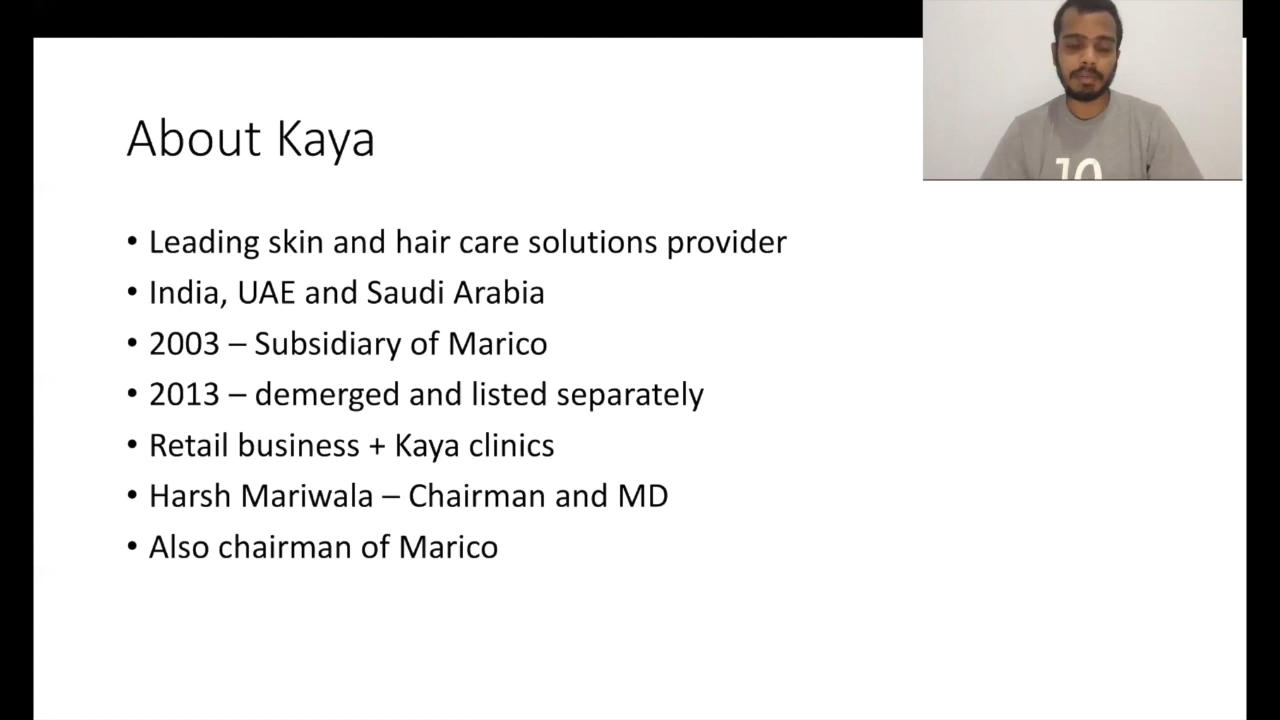 About Kaya
• Leading skin and hair care solutions provider
• India, UAE and Saudi Arabia
• 2003 – Subsidiary of Marico
• 2013 – demerged and listed separately
• Retail business + Kaya clinics
• Harsh Mariwala – Chairman and MD
• Also chairman of Marico
10